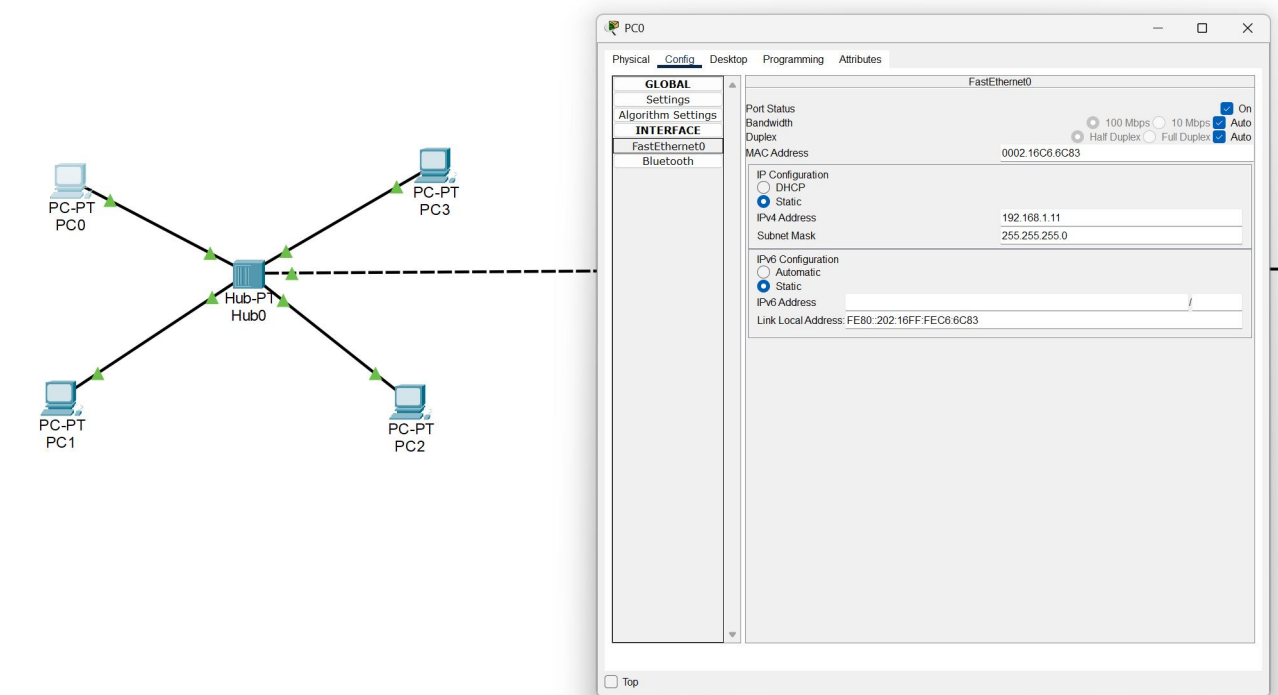 PC-PT
PC0
PC-PT
PC3
Hub-PT
Hub0
PC-PT
PC1
PC-PT
PC2
PC0
Physical Config Desktop Programming Attributes
GLOBAL
Settings
Algorithm Settings
INTERFACE
FastEthernet0
Bluetooth
FastEthernet0
Port Status On
Bandwidth 100 Mbps 10 Mbps Auto
Duplex Half Duplex Full Duplex Auto
MAC Address 0002.16C6.6C83
IP Configuration
DHCP
Static
IPv4 Address 192.168.1.11
Subnet Mask 255.255.255.0
IPv6 Configuration
Automatic
Static
IPv6 Address /
Link Local Address: FE80::202:16FF:FEC6:6C83
Top